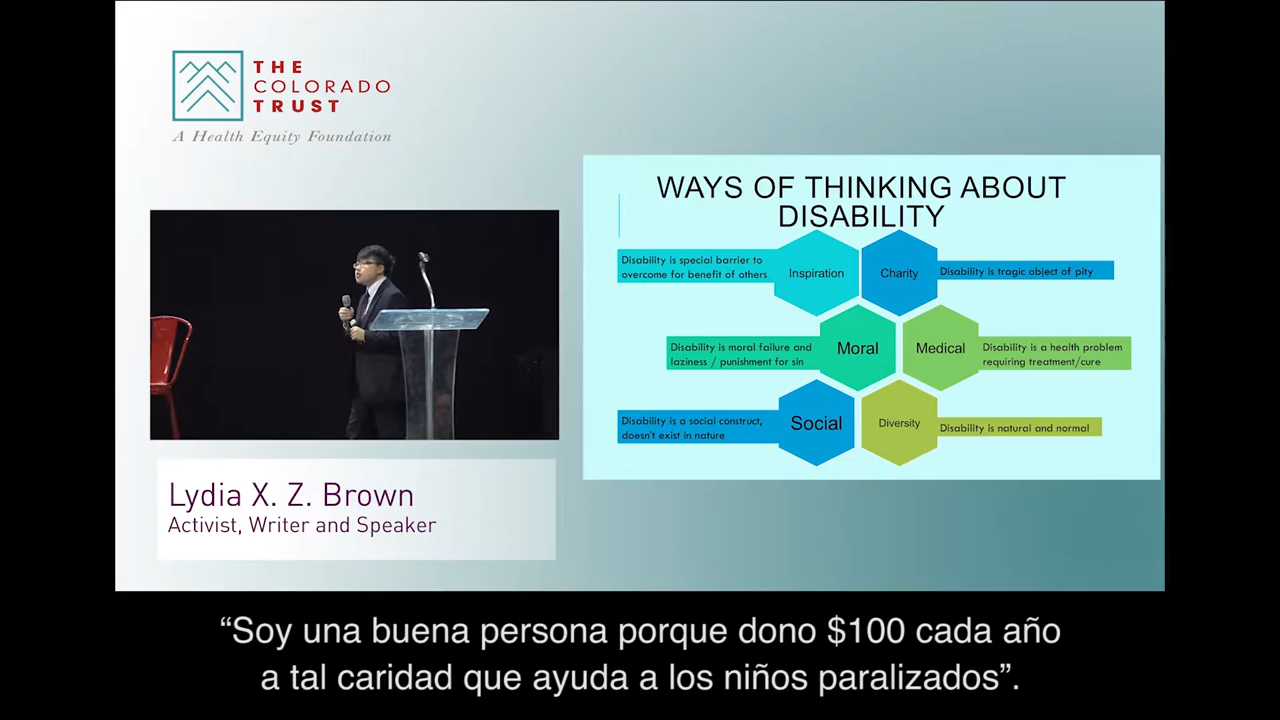 THE
COLORADO
TRUST
A Health Equity Foundation
WAYS OF THINKING ABOUT
DISABILITY
Disability is special barrier to
overcome for benefit of others
Inspiration
Charity
Disability is tragic object of pity
Disability is moral failure and
laziness / punishment for sin
Moral
Medical
Disability is a health problem
requiring treatment/cure
Disability is a social construct,
doesn't exist in nature
Social
Diversity
Disability is natural and normal
Lydia X. Z. Brown
Activist, Writer and Speaker
“Soy una buena persona porque dono $100 cada año
a tal caridad que ayuda a los niños paralizados”.